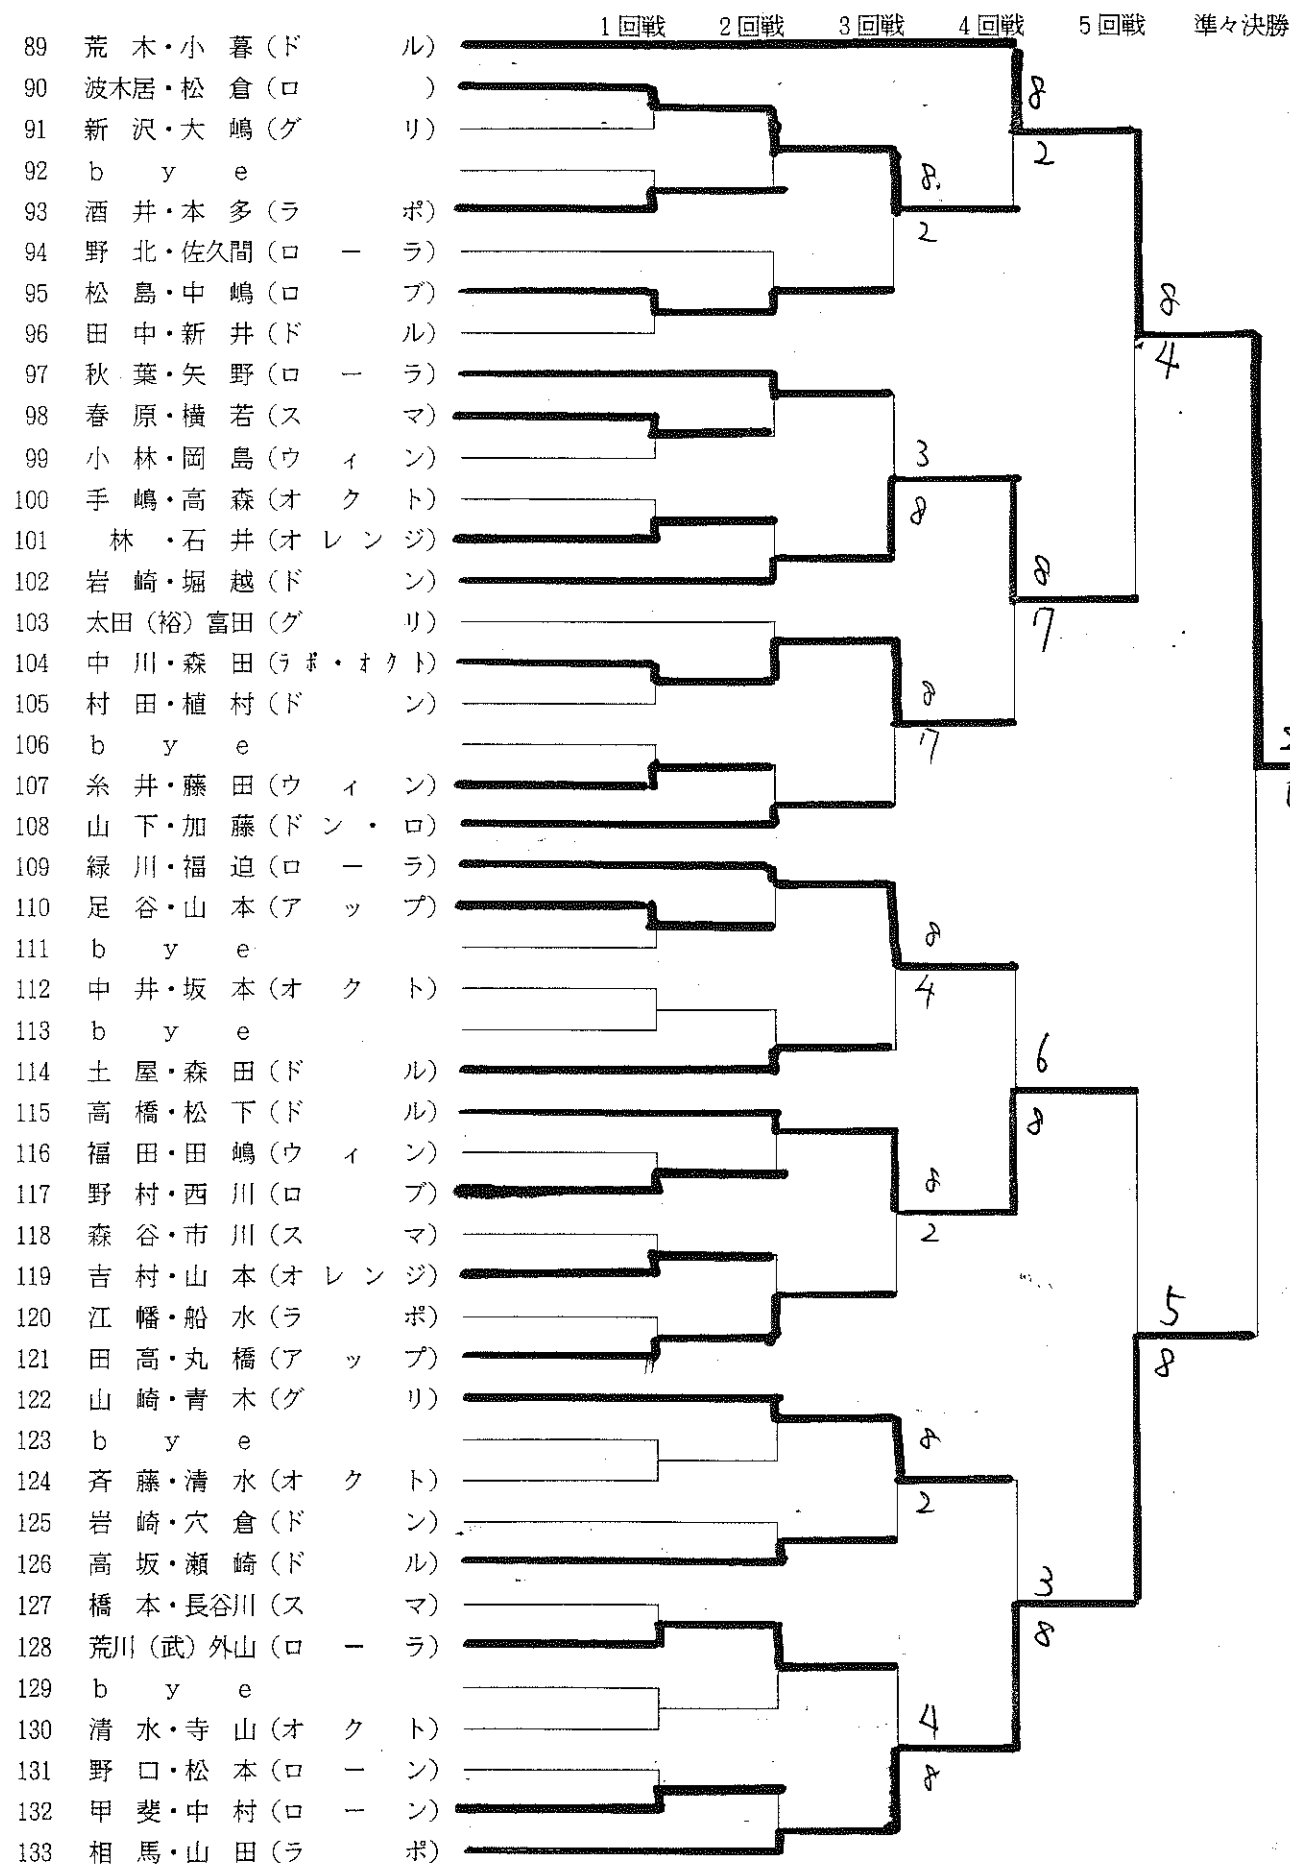 1回戦 2回戦 3回戦 4回戦 5回戦 準々決勝
89 荒木・小暮(ドル)
90 波木居・松倉(ロ)
8
91 新沢・大嶋(グリ)
2
92 bye
8
93 酒井・本多(ラポ)
2
94 野北・佐久間(ローラ)
95 松島・中嶋(ロブ)
8
96 田中・新井(ドル)
4
97 秋葉・矢野(ローラ)
98 春原・横若(スマ)
99 小林・岡島(ウィン)
3
100 手嶋・高森(オクト)
8
101 林・石井(オレンジ)
102 岩崎・堀越(ドン)
8
103 太田(裕)富田(グリ)
7
104 中川・森田(ラポ・オクト)
105 村田・植村(ドン)
8
106 bye
7
107 糸井・藤田(ウィン)
108 山下・加藤(ドン・ロ)
109 緑川・福迫(ローラ)
110 足谷・山本(アップ)
111 bye
8
112 中井・坂本(オクト)
4
113 bye
114 土屋・森田(ドル)
6
115 高橋・松下(ドル)
8
116 福田・田嶋(ウィン)
117 野村・西川(ロブ)
8
118 森谷・市川(スマ)
2
119 吉村・山本(オレンジ)
120 江幡・船水(ラポ)
5
121 田高・丸橋(アップ)
8
122 山崎・青木(グリ)
123 bye
8
124 斉藤・清水(オクト)
2
125 岩崎・穴倉(ドン)
126 高坂・瀬崎(ドル)
127 橋本・長谷川(スマ)
3
128 荒川(武)外山(ローラ)
8
129 bye
130 清水・寺山(オクト)
4
131 野口・松本(ローン)
8
132 甲斐・中村(ローン)
133 相馬・山田(ラポ)